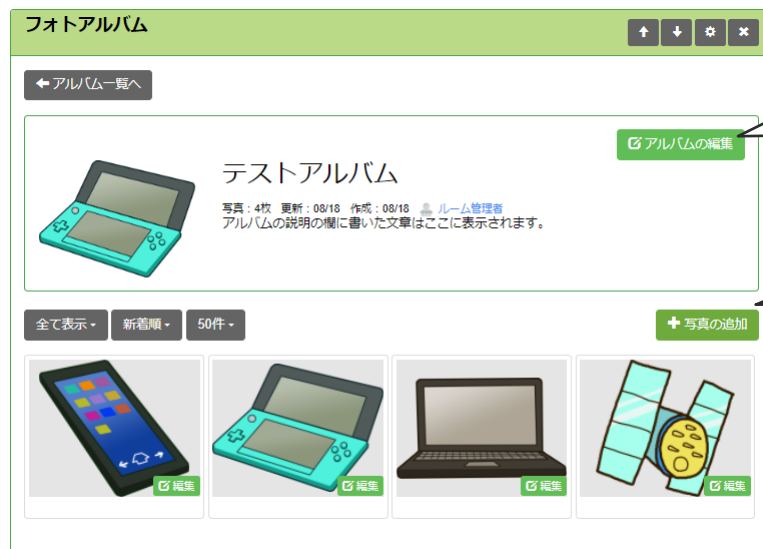 フォトアルバム
アルバム一覧へ
アルバムの編集
テストアルバム
写真 : 4枚 更新 : 08/18 作成 : 08/18 ルーム管理者
アルバムの説明の欄に書いた文章はここに表示されます。
全て表示 新着順 50件 写真の追加
編集 編集 編集 編集